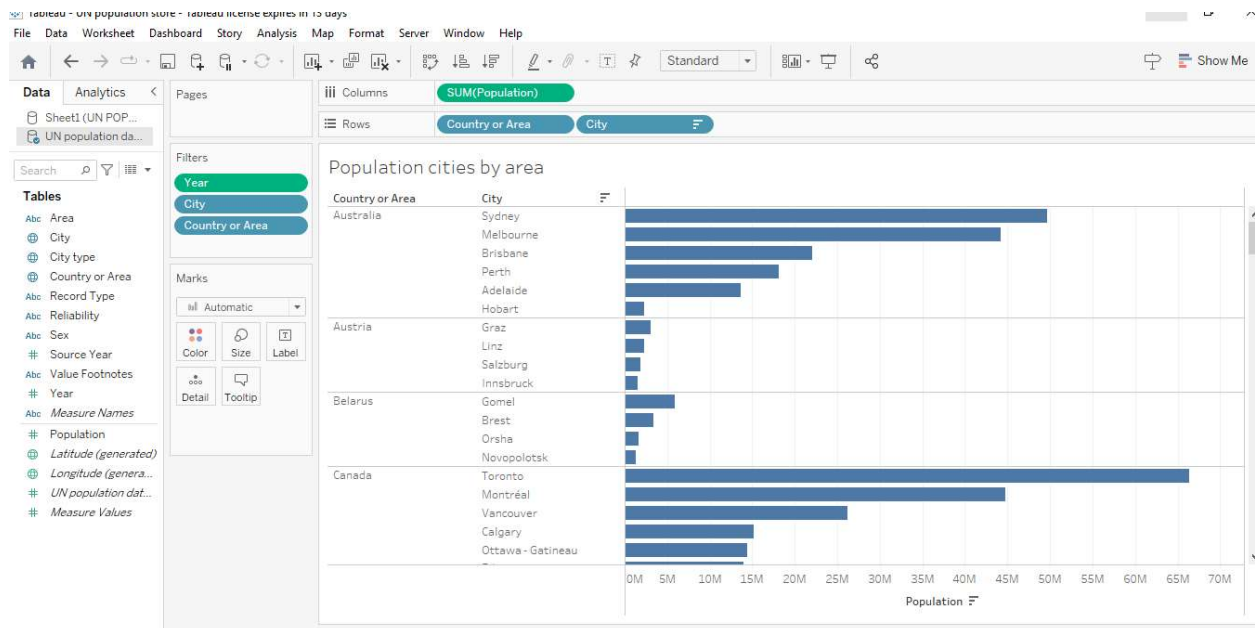 Tableau - UN population store - Tableau license expires in 13 days
File Data Worksheet Dashboard Story Analysis Map Format Server Window Help
Standard
Show Me
Data Analytics
Sheet1 (UN POP...
UN population da...
Search
Tables
Abc Area
City
City type
Country or Area
Abc Record Type
Abc Reliability
Abc Sex
# Source Year
Abc Value Footnotes
# Year
Abc Measure Names
# Population
Latitude (generated)
Longitude (genera...
# UN population dat...
# Measure Values
Pages
Filters
Year
City
Country or Area
Marks
Automatic
Color Size Label
Detail Tooltip
Columns SUM(Population)
Rows Country or Area City
Population cities by area
Country or Area City
Australia Sydney
Melbourne
Brisbane
Perth
Adelaide
Hobart
Austria Graz
Linz
Salzburg
Innsbruck
Belarus Gomel
Brest
Orsha
Novopolotsk
Canada Toronto
Montréal
Vancouver
Calgary
Ottawa - Gatineau
0M 5M 10M 15M 20M 25M 30M 35M 40M 45M 50M 55M 60M 65M 70M
Population